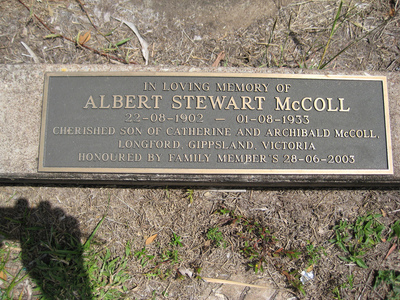 IN LOVING MEMORY OF
ALBERT STEWART McCOLL
22-08-1902 — 01-08-1933
CHERISHED SON OF CATHERINE AND ARCHIBALD McCOLL,
LONGFORD, GIPPSLAND, VICTORIA
HONOURED BY FAMILY MEMBER'S 28-06-2003